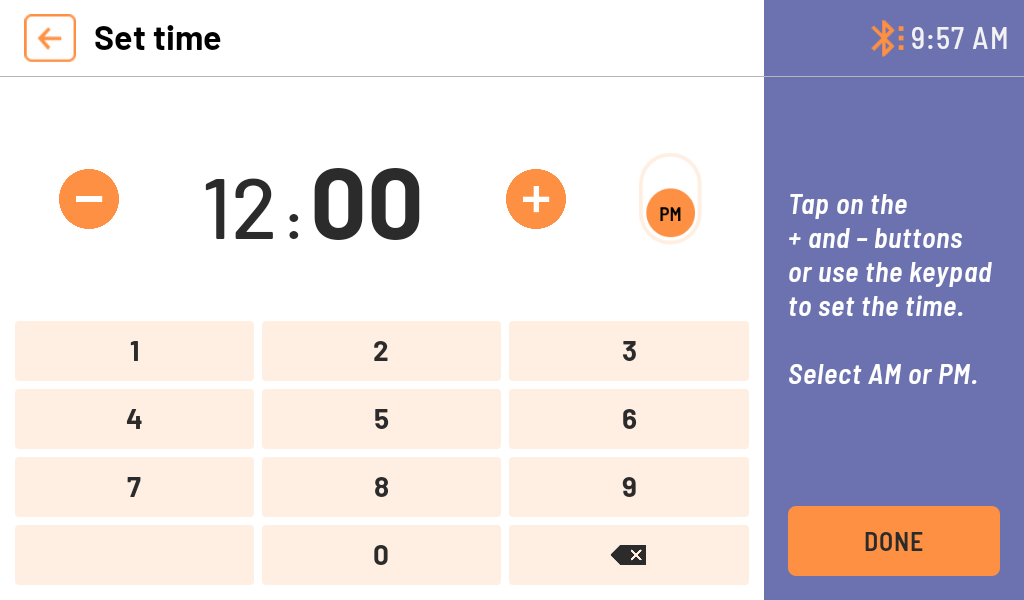 Set time
9:57 AM
12:00
PM
1 2 3
4 5 6
7 8 9
0
Tap on the
+ and – buttons
or use the keypad
to set the time.
Select AM or PM.
DONE